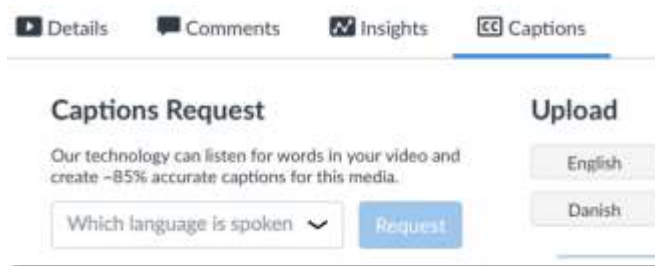 Details Comments Insights CC Captions
Captions Request
Our technology can listen for words in your video and
create ~85% accurate captions for this media.
Which language is spoken
Request
Upload
English
Danish